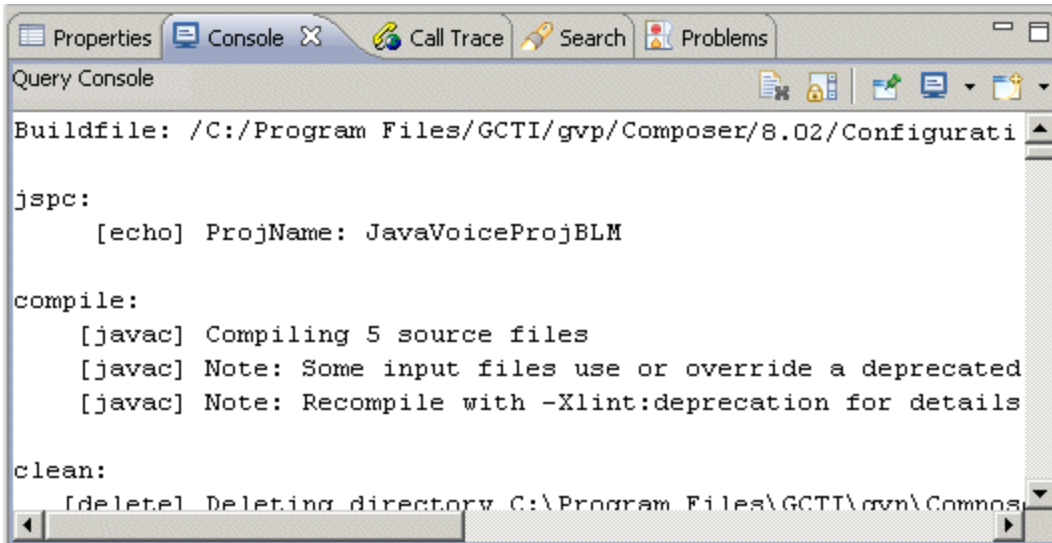 Properties Console Call Trace Search Problems
Query Console
Buildfile: /C:/Program Files/GCTI/gvp/Composer/8.02/Configurati
jspc:
[echo] ProjName: JavaVoiceProjBLM
compile:
[javac] Compiling 5 source files
[javac] Note: Some input files use or override a deprecated
[javac] Note: Recompile with -Xlint:deprecation for details
clean:
[delete] Deleting directory C:\Program Files\GCTI\gvp\Compos